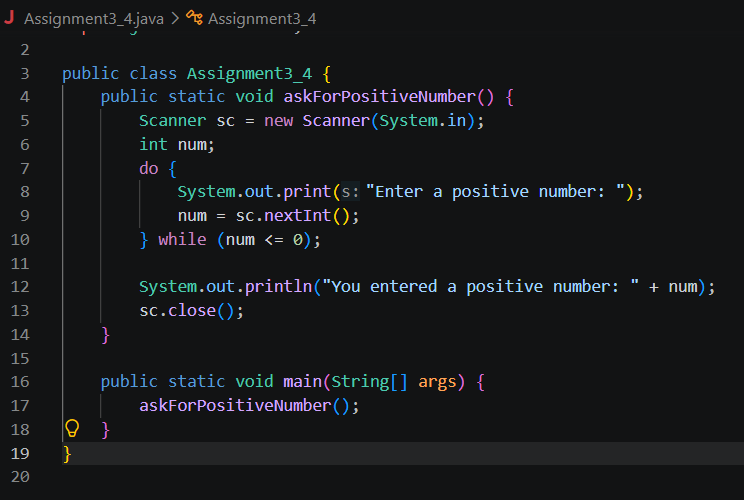 J Assignment3_4.java > Assignment3_4
2
3 public class Assignment3_4 {
4 public static void askForPositiveNumber() {
5 Scanner sc = new Scanner(System.in);
6 int num;
7 do {
8 System.out.print(s: "Enter a positive number: ");
9 num = sc.nextInt();
10 } while (num <= 0);
11
12 System.out.println("You entered a positive number: " + num);
13 sc.close();
14 }
15
16 public static void main(String[] args) {
17 askForPositiveNumber();
18 }
19 }
20